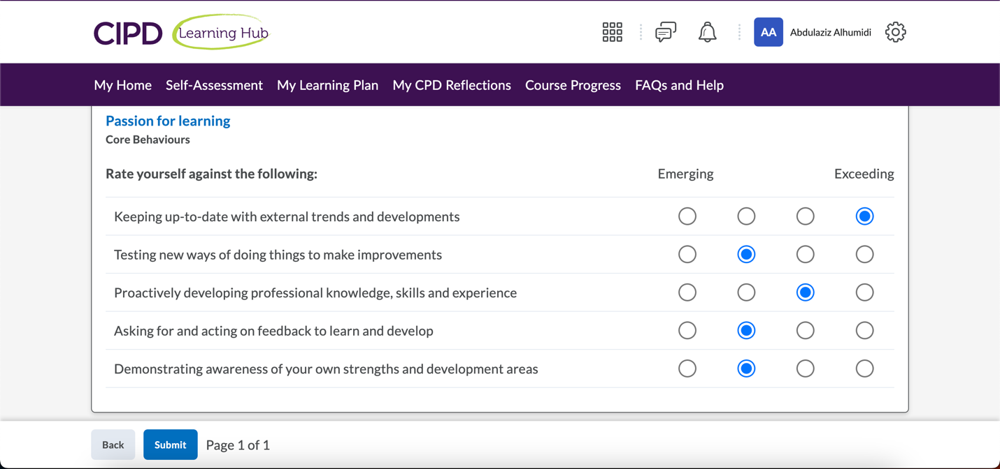 CIPD Learning Hub
AA Abdulaziz Alhumidi
My Home Self-Assessment My Learning Plan My CPD Reflections Course Progress FAQs and Help
Passion for learning
Core Behaviours
Rate yourself against the following: Emerging Exceeding
Keeping up-to-date with external trends and developments
Testing new ways of doing things to make improvements
Proactively developing professional knowledge, skills and experience
Asking for and acting on feedback to learn and develop
Demonstrating awareness of your own strengths and development areas
Back Submit Page 1 of 1